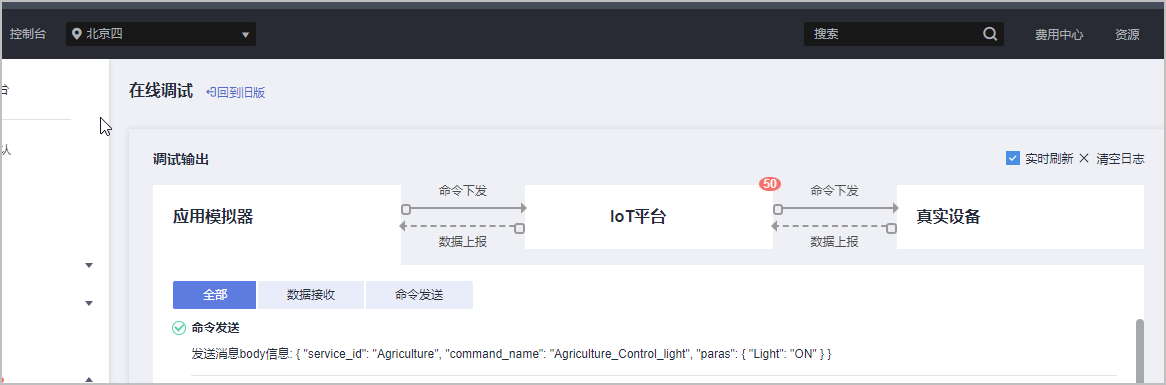 控制台 北京四 搜索 费用中心 资源
台
在线调试 回到旧版
认
调试输出 实时刷新 清空日志
50
命令下发 命令下发
应用模拟器 IoT平台 真实设备
数据上报 数据上报
全部 数据接收 命令发送
命令发送
发送消息body信息: { "service_id": "Agriculture", "command_name": "Agriculture_Control_light", "paras": { "Light": "ON" } }